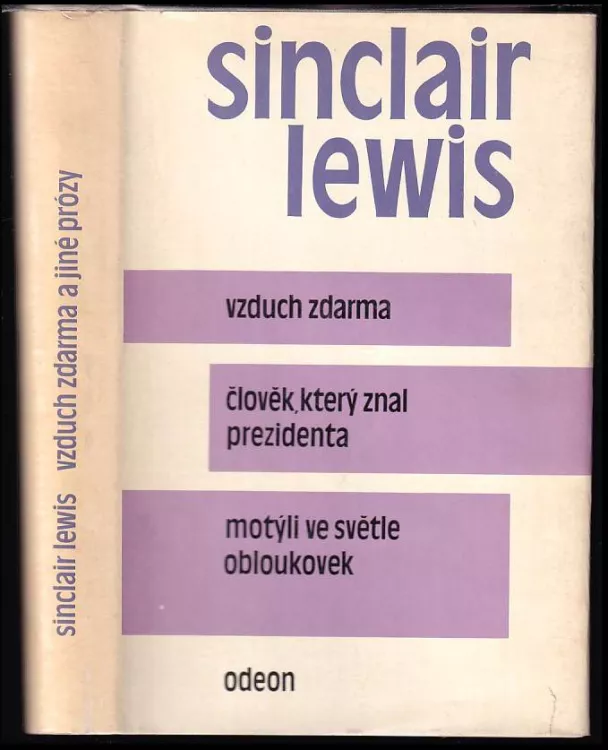 sinclair lewis   vzduch zdarma a jiné prózy
sinclair
lewis
vzduch zdarma
člověk, který znal
prezidenta
motýli ve světle
obloukovek
odeon